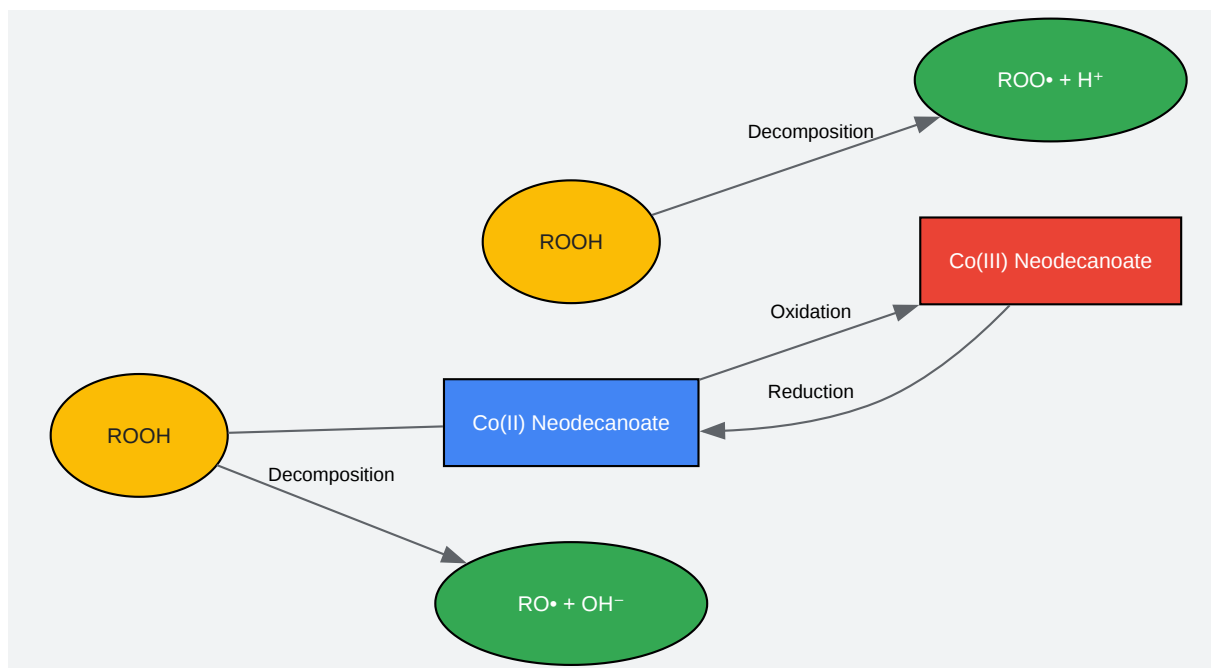 ROO• + H⁺
Decomposition
ROOH
Co(III) Neodecanoate
Oxidation
Reduction
Co(II) Neodecanoate
ROOH
Decomposition
RO• + OH⁻